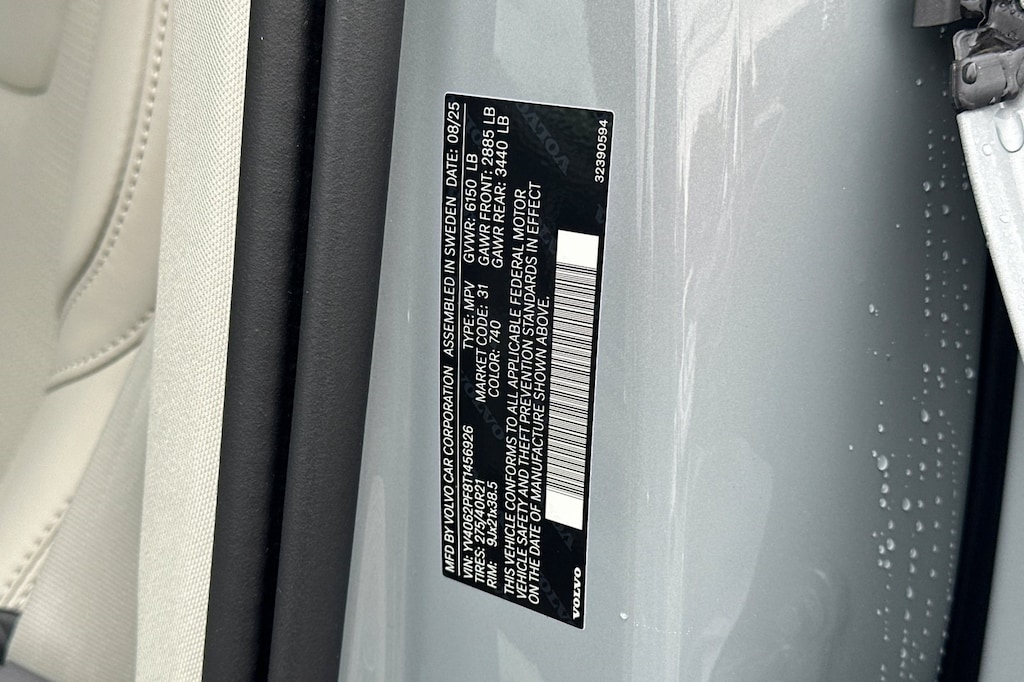 MFD BY VOLVO CAR CORPORATION ASSEMBLED IN SWEDEN DATE: 08/25
VIN: YV4062PF8T1456926 TYPE: MPV GVWR: 6150 LB
TIRES: 275/40R21 MARKET CODE: 31 GAWR FRONT: 2885 LB
RIM: 9Jx21x38.5 COLOR: 740 GAWR REAR: 3440 LB
THIS VEHICLE CONFORMS TO ALL APPLICABLE FEDERAL MOTOR
VEHICLE SAFETY AND THEFT PREVENTION STANDARDS IN EFFECT
ON THE DATE OF MANUFACTURE SHOWN ABOVE.
VOLVO 32390594